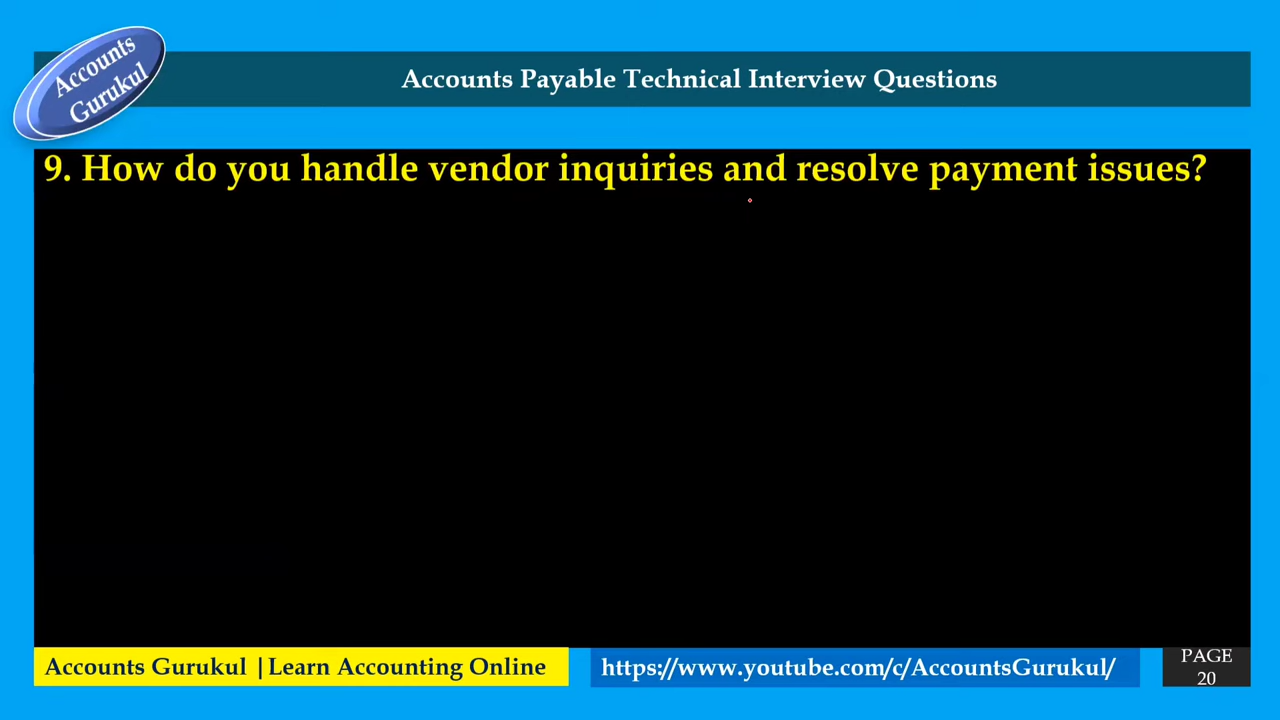 Accounts
Gurukul
Accounts Payable Technical Interview Questions
9. How do you handle vendor inquiries and resolve payment issues?
Accounts Gurukul |Learn Accounting Online
https://www.youtube.com/c/AccountsGurukul/
PAGE
20